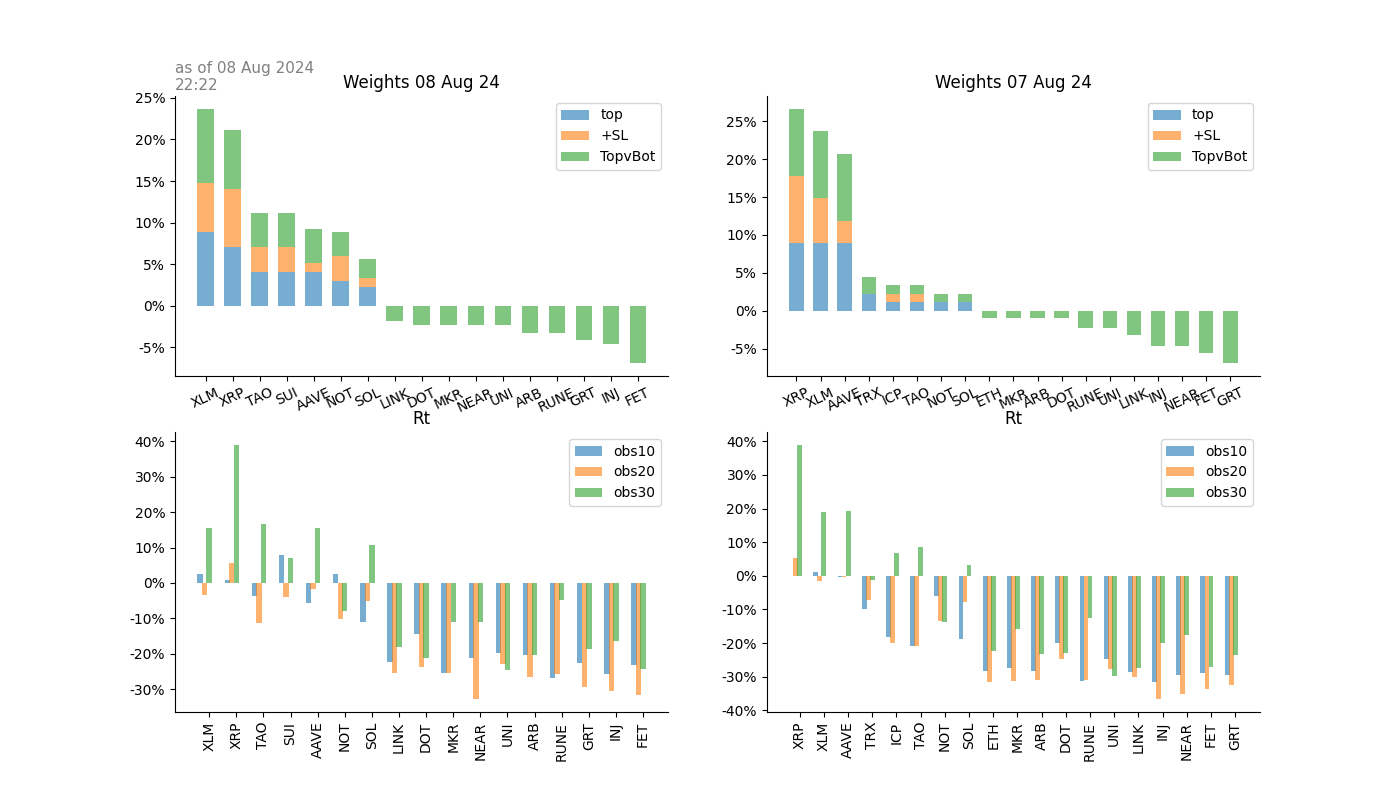 as of 08 Aug 2024
22:22
Weights 08 Aug 24
25%
20%
15%
10%
5%
0%
-5%
top
+SL
TopvBot
XLM XRP TAO SUI AAVE NOT SOL LINK DOT MKR NEAR UNI ARB RUNE GRT INJ FET
Weights 07 Aug 24
25%
20%
15%
10%
5%
0%
-5%
top
+SL
TopvBot
XRP XLM AAVE TRX ICP TAO NOT SOL ETH MKR ARB DOT RUNE UNI LINK INJ NEAR FET GRT
Rt
40%
30%
20%
10%
0%
-10%
-20%
-30%
obs10
obs20
obs30
XLM XRP TAO SUI AAVE NOT SOL LINK DOT MKR NEAR UNI ARB RUNE GRT INJ FET
Rt
40%
30%
20%
10%
0%
-10%
-20%
-30%
-40%
obs10
obs20
obs30
XRP XLM AAVE TRX ICP TAO NOT SOL ETH MKR ARB DOT RUNE UNI LINK INJ NEAR FET GRT